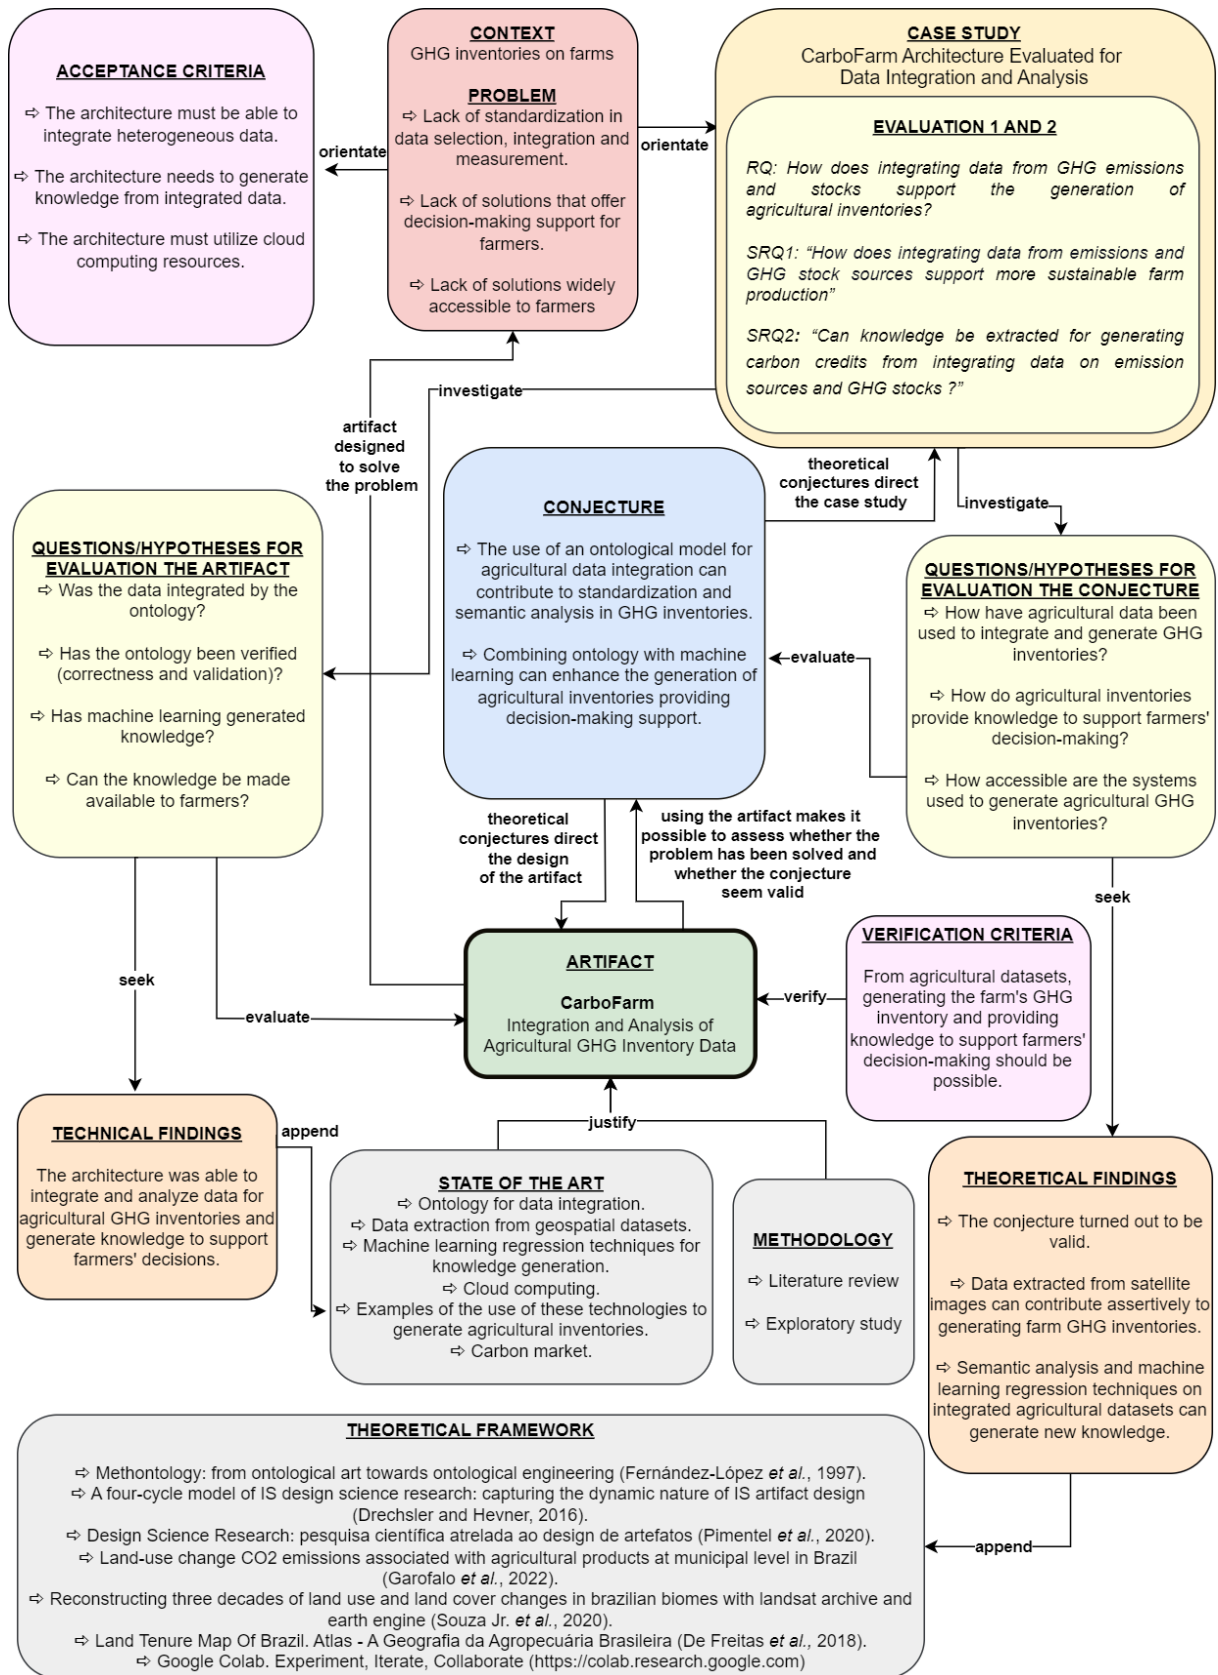 ACCEPTANCE CRITERIA
⇨ The architecture must be able to
integrate heterogeneous data.
⇨ The architecture needs to generate
knowledge from integrated data.
⇨ The architecture must utilize cloud
computing resources.
orientate
CONTEXT
GHG inventories on farms
PROBLEM
⇨ Lack of standardization in
data selection, integration and
measurement.
⇨ Lack of solutions that offer
decision-making support for
farmers.
⇨ Lack of solutions widely
accessible to farmers
orientate
CASE STUDY
CarboFarm Architecture Evaluated for
Data Integration and Analysis
EVALUATION 1 AND 2
RQ: How does integrating data from GHG emissions
and stocks support the generation of
agricultural inventories?
SRQ1: “How does integrating data from emissions and
GHG stock sources support more sustainable farm
production”
SRQ2: “Can knowledge be extracted for generating
carbon credits from integrating data on emission
sources and GHG stocks ?”
investigate
artifact
designed
to solve
the problem
theoretical
conjectures direct
the case study
investigate
QUESTIONS/HYPOTHESES FOR
EVALUATION THE ARTIFACT
⇨ Was the data integrated by the
ontology?
⇨ Has the ontology been verified
(correctness and validation)?
⇨ Has machine learning generated
knowledge?
⇨ Can the knowledge be made
available to farmers?
CONJECTURE
⇨ The use of an ontological model for
agricultural data integration can
contribute to standardization and
semantic analysis in GHG inventories.
⇨ Combining ontology with machine
learning can enhance the generation of
agricultural inventories providing
decision-making support.
evaluate
QUESTIONS/HYPOTHESES FOR
EVALUATION THE CONJECTURE
⇨ How have agricultural data been
used to integrate and generate GHG
inventories?
⇨ How do agricultural inventories
provide knowledge to support farmers'
decision-making?
⇨ How accessible are the systems
used to generate agricultural GHG
inventories?
theoretical
conjectures direct
the design
of the artifact
using the artifact makes it
possible to assess whether the
problem has been solved and
whether the conjecture
seem valid
seek
seek
evaluate
ARTIFACT
CarboFarm
Integration and Analysis of
Agricultural GHG Inventory Data
verify
VERIFICATION CRITERIA
From agricultural datasets,
generating the farm's GHG
inventory and providing
knowledge to support farmers'
decision-making should be
possible.
TECHNICAL FINDINGS
The architecture was able to
integrate and analyze data for
agricultural GHG inventories and
generate knowledge to support
farmers' decisions.
append
justify
STATE OF THE ART
⇨ Ontology for data integration.
⇨ Data extraction from geospatial datasets.
⇨ Machine learning regression techniques for
knowledge generation.
⇨ Cloud computing.
⇨ Examples of the use of these technologies to
generate agricultural inventories.
⇨ Carbon market.
METHODOLOGY
⇨ Literature review
⇨ Exploratory study
THEORETICAL FINDINGS
⇨ The conjecture turned out to be
valid.
⇨ Data extracted from satellite
images can contribute assertively to
generating farm GHG inventories.
⇨ Semantic analysis and machine
learning regression techniques on
integrated agricultural datasets can
generate new knowledge.
append
THEORETICAL FRAMEWORK
⇨ Methontology: from ontological art towards ontological engineering (Fernández-López et al., 1997).
⇨ A four-cycle model of IS design science research: capturing the dynamic nature of IS artifact design
(Drechsler and Hevner, 2016).
⇨ Design Science Research: pesquisa científica atrelada ao design de artefatos (Pimentel et al., 2020).
⇨ Land-use change CO2 emissions associated with agricultural products at municipal level in Brazil
(Garofalo et al., 2022).
⇨ Reconstructing three decades of land use and land cover changes in brazilian biomes with landsat archive and
earth engine (Souza Jr. et al., 2020).
⇨ Land Tenure Map Of Brazil. Atlas - A Geografia da Agropecuária Brasileira (De Freitas et al., 2018).
⇨ Google Colab. Experiment, Iterate, Collaborate (https://colab.research.google.com)